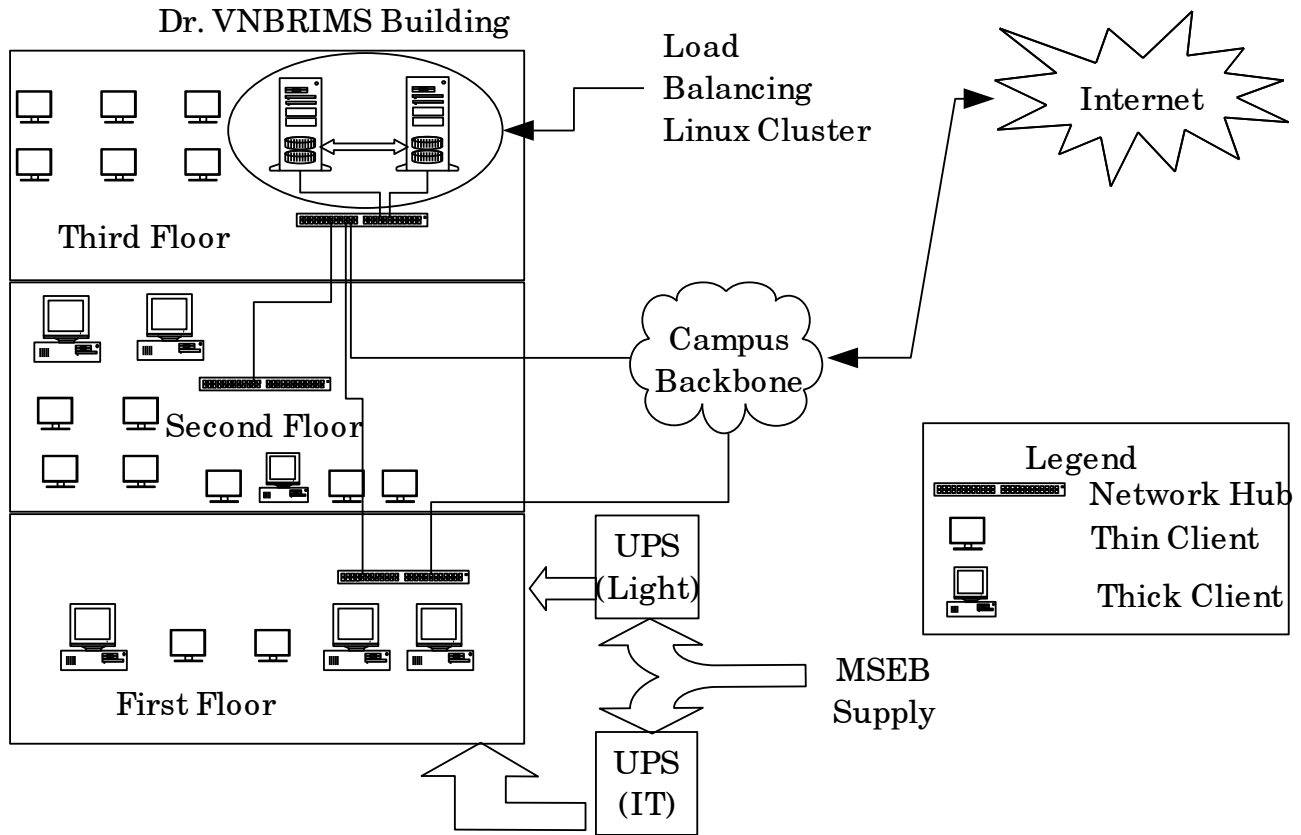 Dr. VNBRIMS Building
Load
Balancing
Linux Cluster
Internet
Third Floor
Campus
Backbone
Second Floor
Legend
Network Hub
Thin Client
Thick Client
UPS
(Light)
First Floor
MSEB
Supply
UPS
(IT)